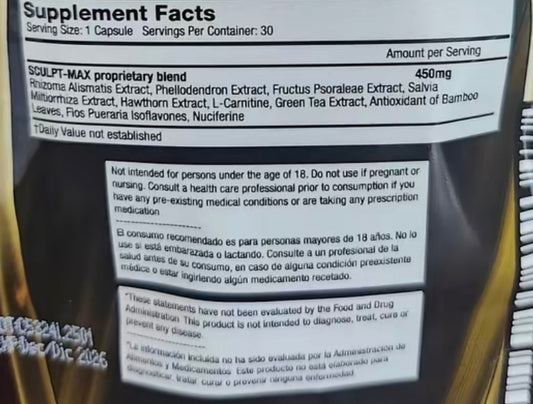 Supplement Facts
Serving Size: 1 Capsule Servings Per Container: 30
Amount per Serving
SCULPT-MAX proprietary blend 450mg
Rhizoma Alismatis Extract, Phellodendron Extract, Fructus Psoraleae Extract, Salvia
Miltiorrhiza Extract, Hawthorn Extract, L-Carnitine, Green Tea Extract, Antioxidant of Bamboo
Leaves, Flos Pueraria Isoflavones, Nuciferine
†Daily Value not established
Not intended for persons under the age of 18. Do not use if pregnant or
nursing. Consult a health care professional prior to consumption if you
have any pre-existing medical conditions or are taking any prescription
medication
El consumo recomendado es para personas mayores de 18 años. No lo
use si está embarazada o lactando. Consulte a un profesional de la
salud antes de su consumo, en caso de alguna condición preexistente
médica o estar ingiriendo algún medicamento recetado.
*These statements have not been evaluated by the Food and Drug
Administration This product is not intended to diagnose, treat, cure or
prevent any disease.
*La información incluida no ha sido evaluada por la Administración de
Alimentos y Medicamentos Este producto no está elaborado para
diagnosticar, tratar, curar o prevenir ninguna enfermedad.
Dec/Dic 2026